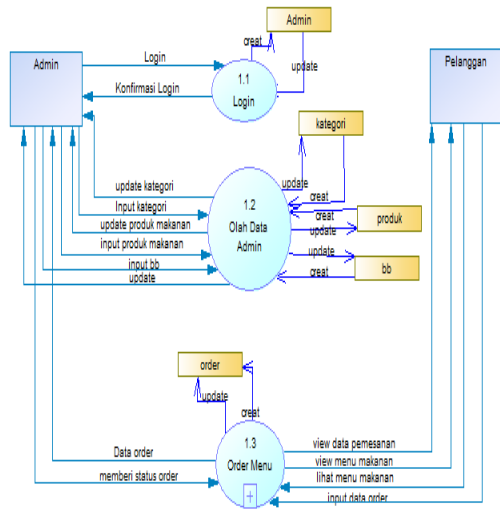 Admin
Login
Konfirmasi Login
Admin
creat
update
1.1
Login
Pelanggan
kategori
update
creat
1.2
Olah Data
Admin
update kategori
Input kategori
update produk makanan
input produk makanan
input bb
update
creat
update
produk
update
creat
bb
order
update
creat
1.3
Order Menu
Data order
memberi status order
view data pemesanan
view menu makanan
lihat menu makanan
input data order